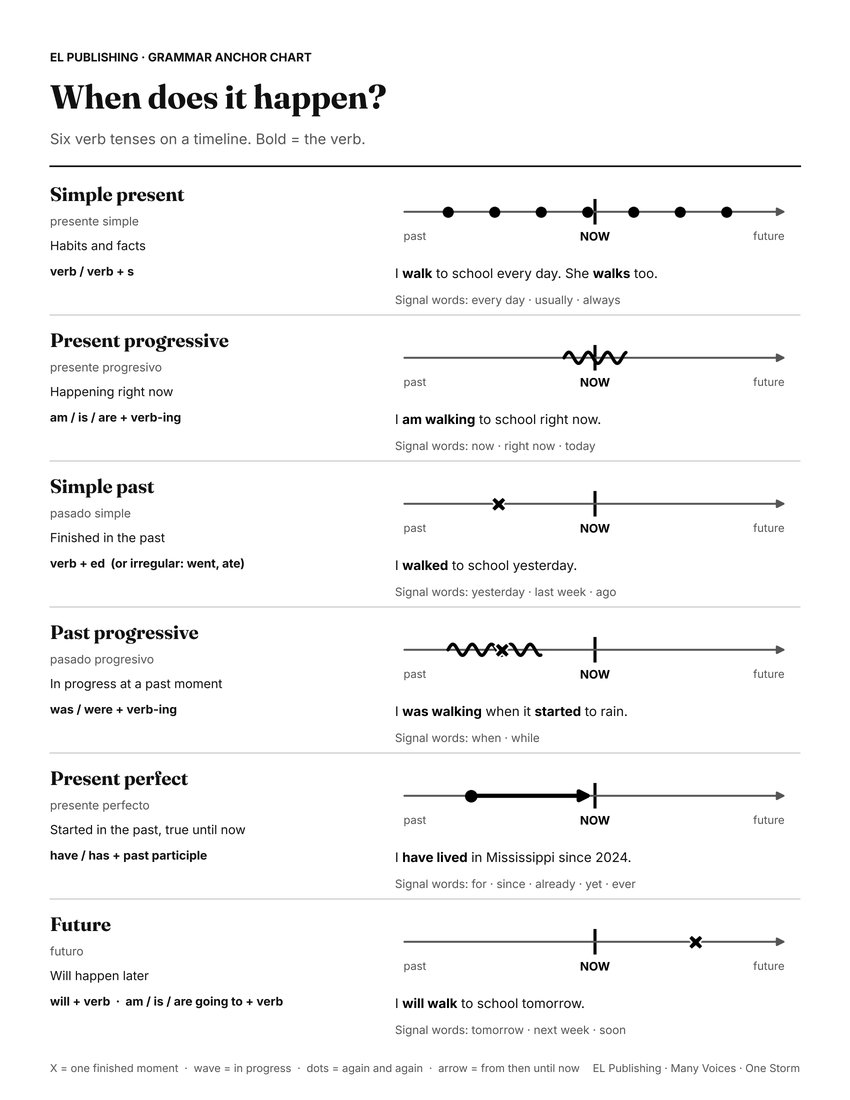 EL PUBLISHING · GRAMMAR ANCHOR CHART
When does it happen?
Six verb tenses on a timeline. Bold = the verb.
Simple present
presente simple
Habits and facts
verb / verb + s
past NOW future
I walk to school every day. She walks too.
Signal words: every day · usually · always
Present progressive
presente progresivo
Happening right now
am / is / are + verb-ing
past NOW future
I am walking to school right now.
Signal words: now · right now · today
Simple past
pasado simple
Finished in the past
verb + ed (or irregular: went, ate)
past NOW future
I walked to school yesterday.
Signal words: yesterday · last week · ago
Past progressive
pasado progresivo
In progress at a past moment
was / were + verb-ing
past NOW future
I was walking when it started to rain.
Signal words: when · while
Present perfect
presente perfecto
Started in the past, true until now
have / has + past participle
past NOW future
I have lived in Mississippi since 2024.
Signal words: for · since · already · yet · ever
Future
futuro
Will happen later
will + verb · am / is / are going to + verb
past NOW future
I will walk to school tomorrow.
Signal words: tomorrow · next week · soon
X = one finished moment · wave = in progress · dots = again and again · arrow = from then until now EL Publishing · Many Voices · One Storm